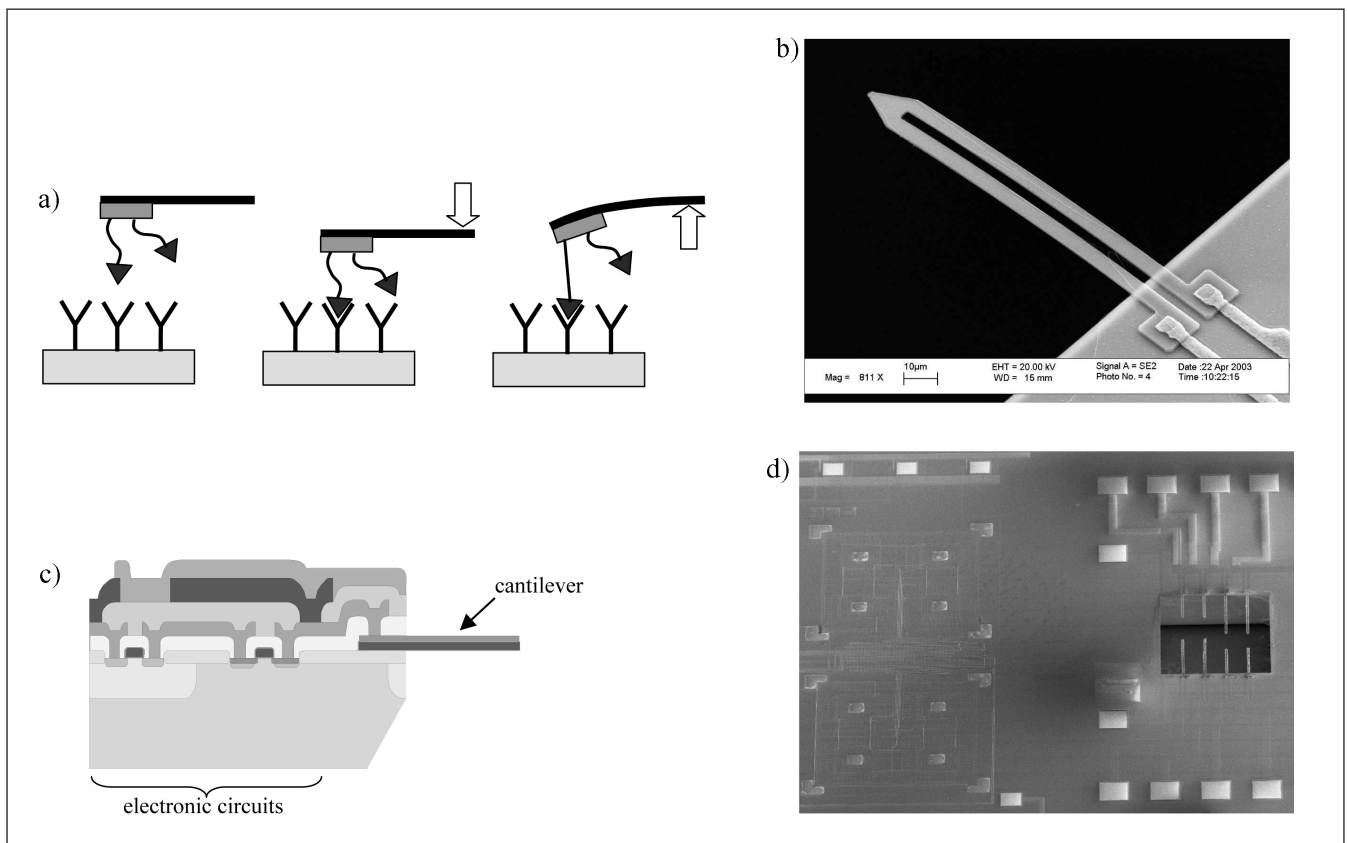 a)
b)
Mag = 811 X
10µm
EHT = 20.00 kV
WD = 15 mm
Signal A = SE2
Photo No. = 4
Date :22 Apr 2003
Time :10:22:15
c)
cantilever
electronic circuits
d)